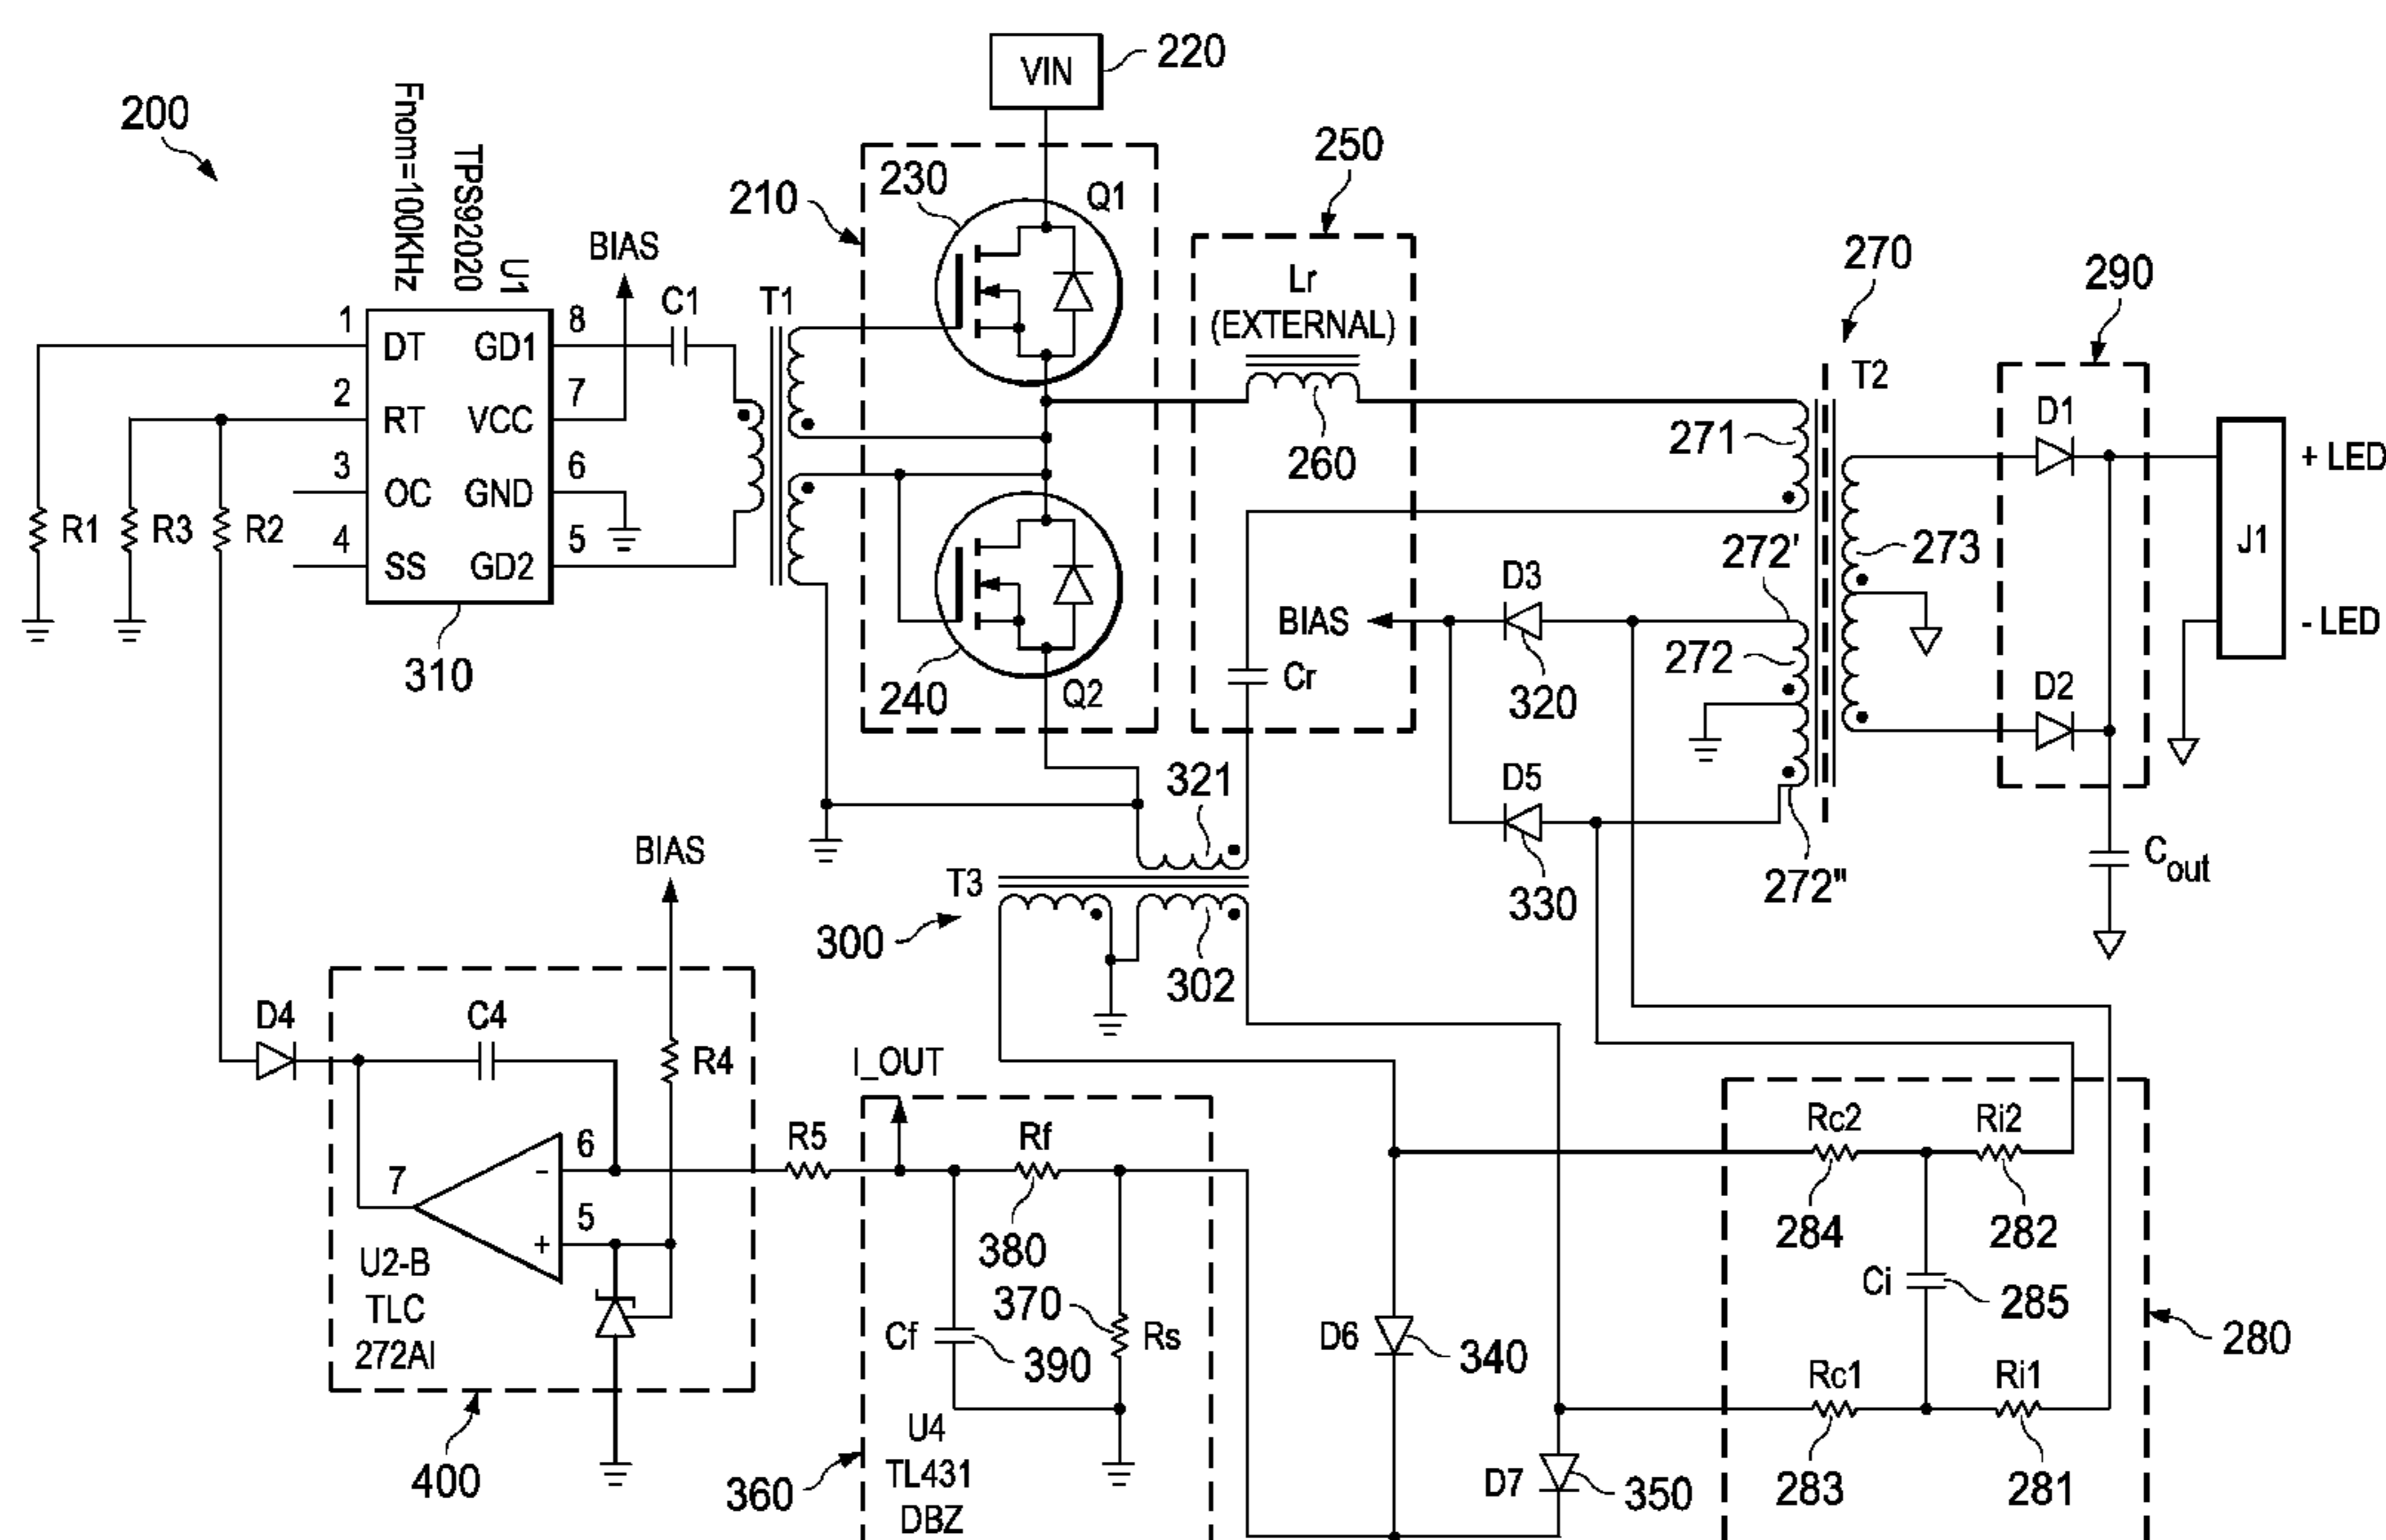 200
Fnom=100KHz
TPS92020
U1
1
2
3
4
DT
RT
OC
SS
GD1
VCC
GND
GD2
8
7
6
5
310
R1
R3
R2
BIAS
C1
T1
VIN
220
210
230
Q1
240
Q2
250
Lr
(EXTERNAL)
260
BIAS
Cr
270
T2
271
272'
272
272"
273
D3
320
D5
330
290
D1
D2
J1
+ LED
- LED
Cout
321
T3
300
302
BIAS
D4
C4
R4
6
-
7
5
+
U2-B
TLC
272AI
400
I_OUT
R5
Rf
380
370
Cf
390
Rs
U4
TL431
DBZ
360
D6
340
D7
350
Rc2
Ri2
284
282
Ci
285
280
Rc1
Ri1
283
281